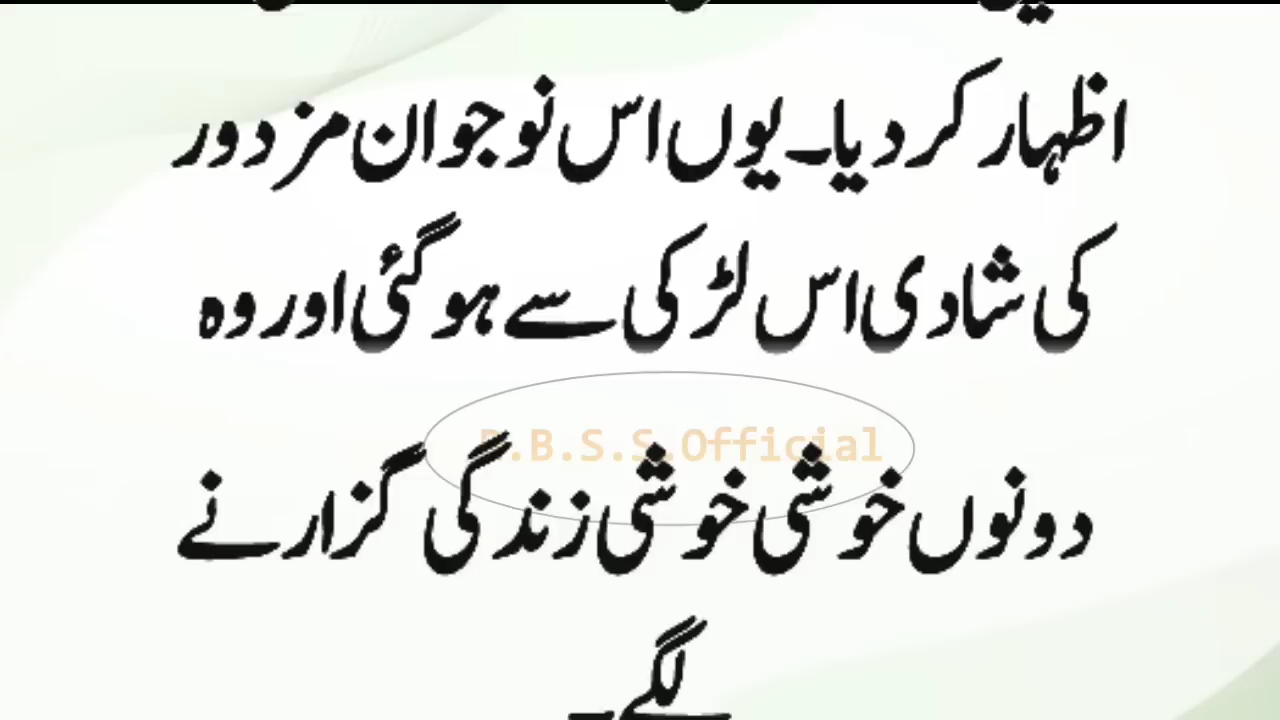 اظہار کر دیا۔ یوں اس نوجوان مزدور
کی شادی اس لڑکی سے ہو گئی اور وہ
P.B.S.S.Official
دونوں خوشی خوشی زندگی گزارنے
لگے۔